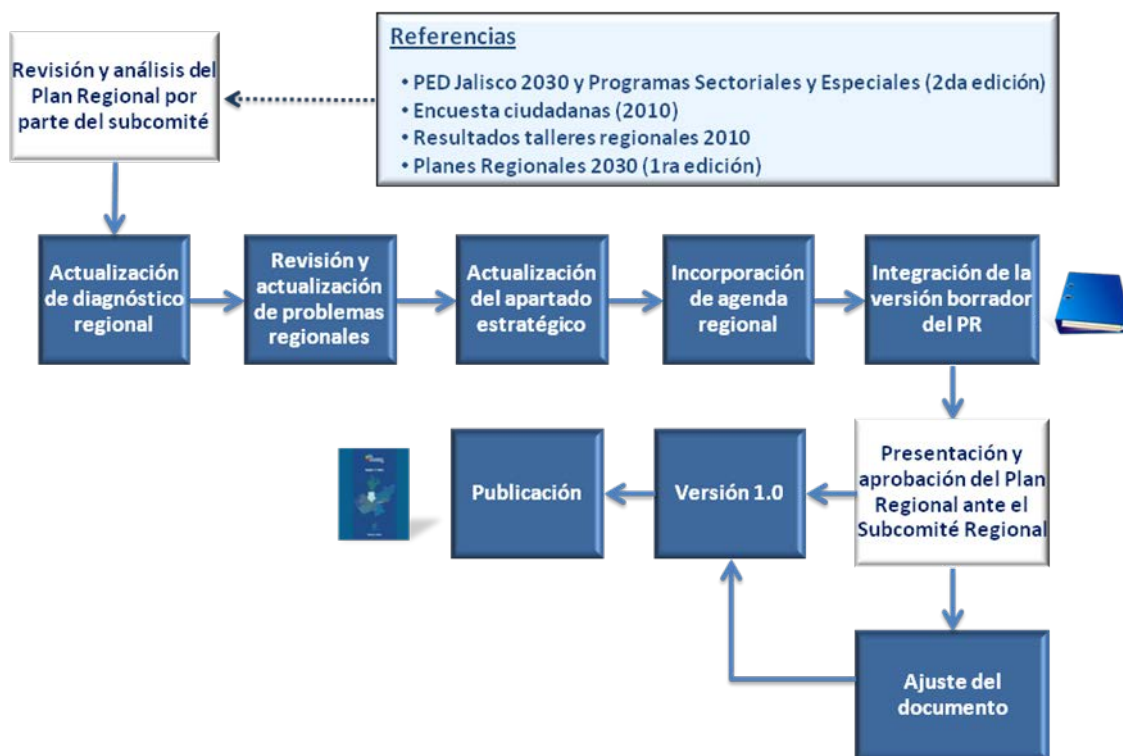 Revisión y análisis del
Plan Regional por
parte del subcomité
Referencias
• PED Jalisco 2030 y Programas Sectoriales y Especiales (2da edición)
• Encuesta ciudadanas (2010)
• Resultados talleres regionales 2010
• Planes Regionales 2030 (1ra edición)
Actualización
de diagnóstico
regional
Revisión y
actualización
de problemas
regionales
Actualización
del apartado
estratégico
Incorporación
de agenda
regional
Integración de la
versión borrador
del PR
Presentación y
aprobación del Plan
Regional ante el
Subcomité Regional
Versión 1.0
Publicación
Ajuste del
documento